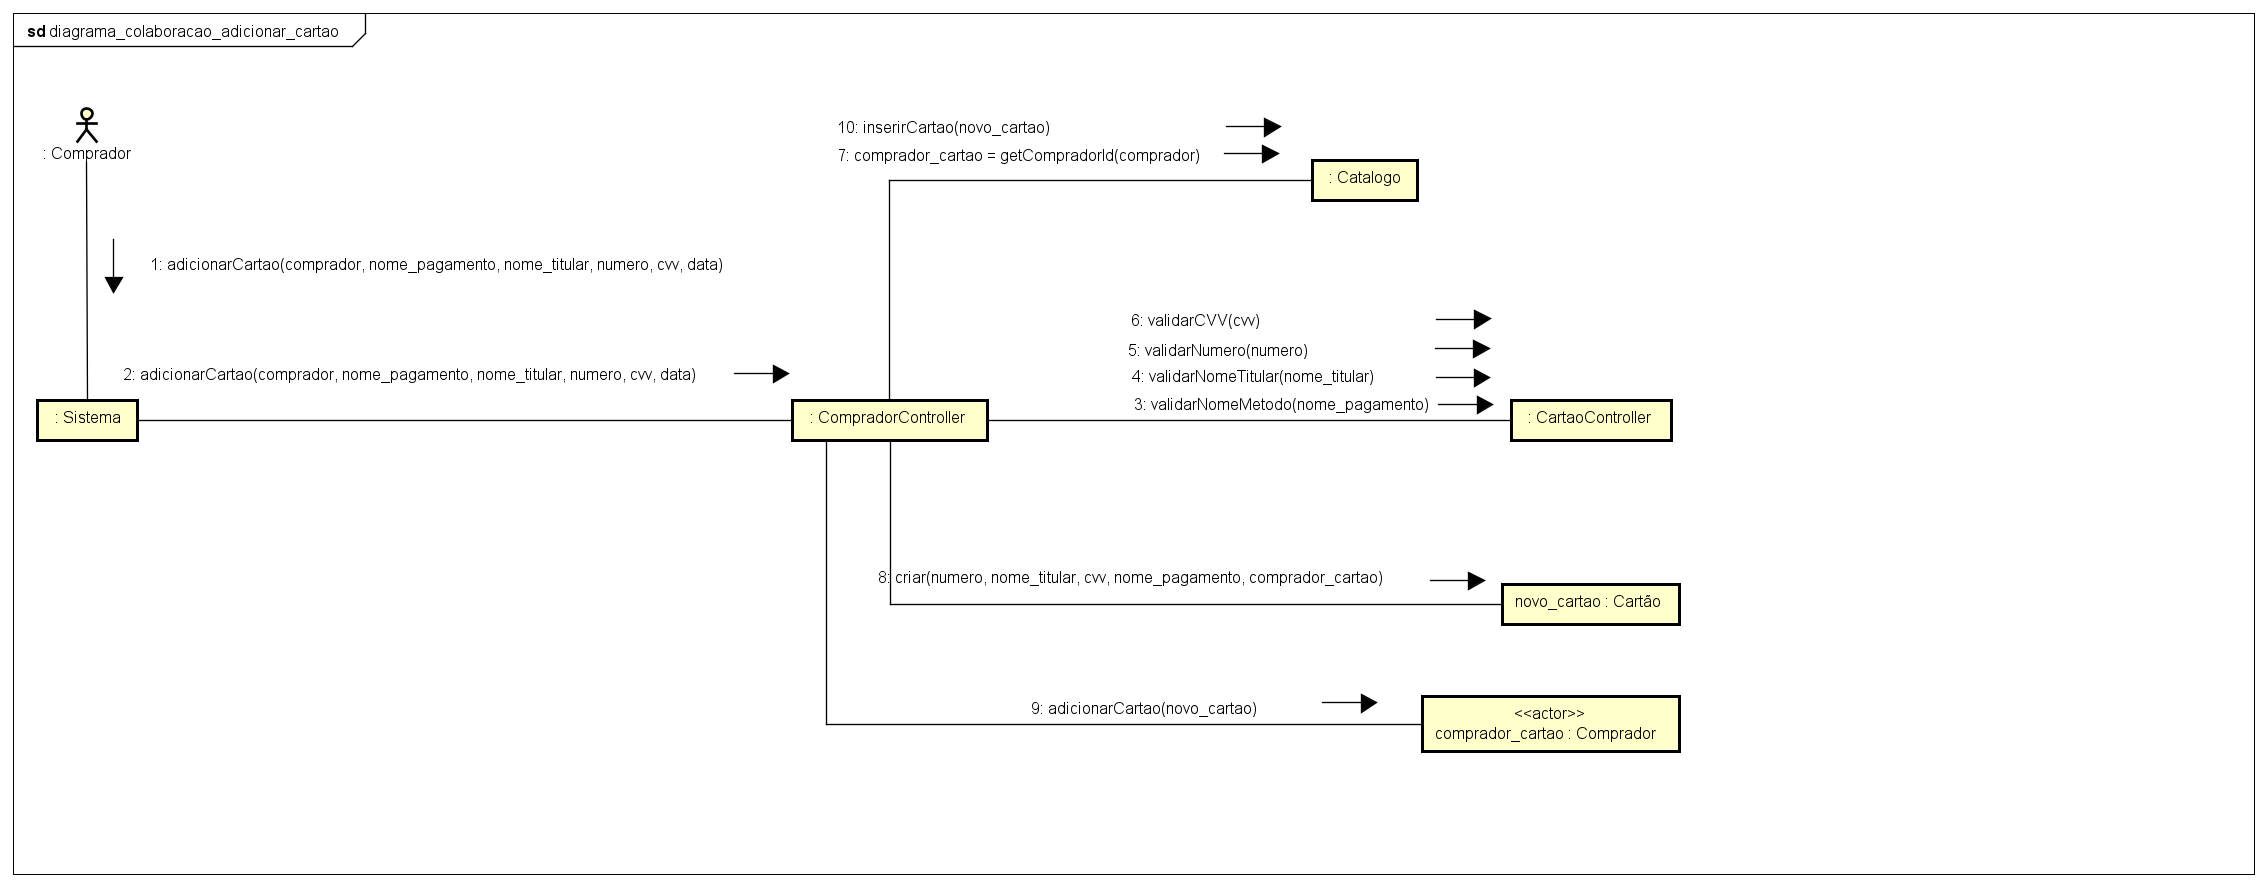 sd diagrama_colaboracao_adicionar_cartao
: Comprador
10: inserirCartao(novo_cartao)
7: comprador_cartao = getCompradorId(comprador)
: Catalogo
1: adicionarCartao(comprador, nome_pagamento, nome_titular, numero, cvv, data)
6: validarCVV(cvv)
5: validarNumero(numero)
4: validarNomeTitular(nome_titular)
3: validarNomeMetodo(nome_pagamento)
2: adicionarCartao(comprador, nome_pagamento, nome_titular, numero, cvv, data)
: Sistema
: CompradorController
: CartaoController
8: criar(numero, nome_titular, cvv, nome_pagamento, comprador_cartao)
novo_cartao : Cartão
9: adicionarCartao(novo_cartao)
<<actor>>
comprador_cartao : Comprador